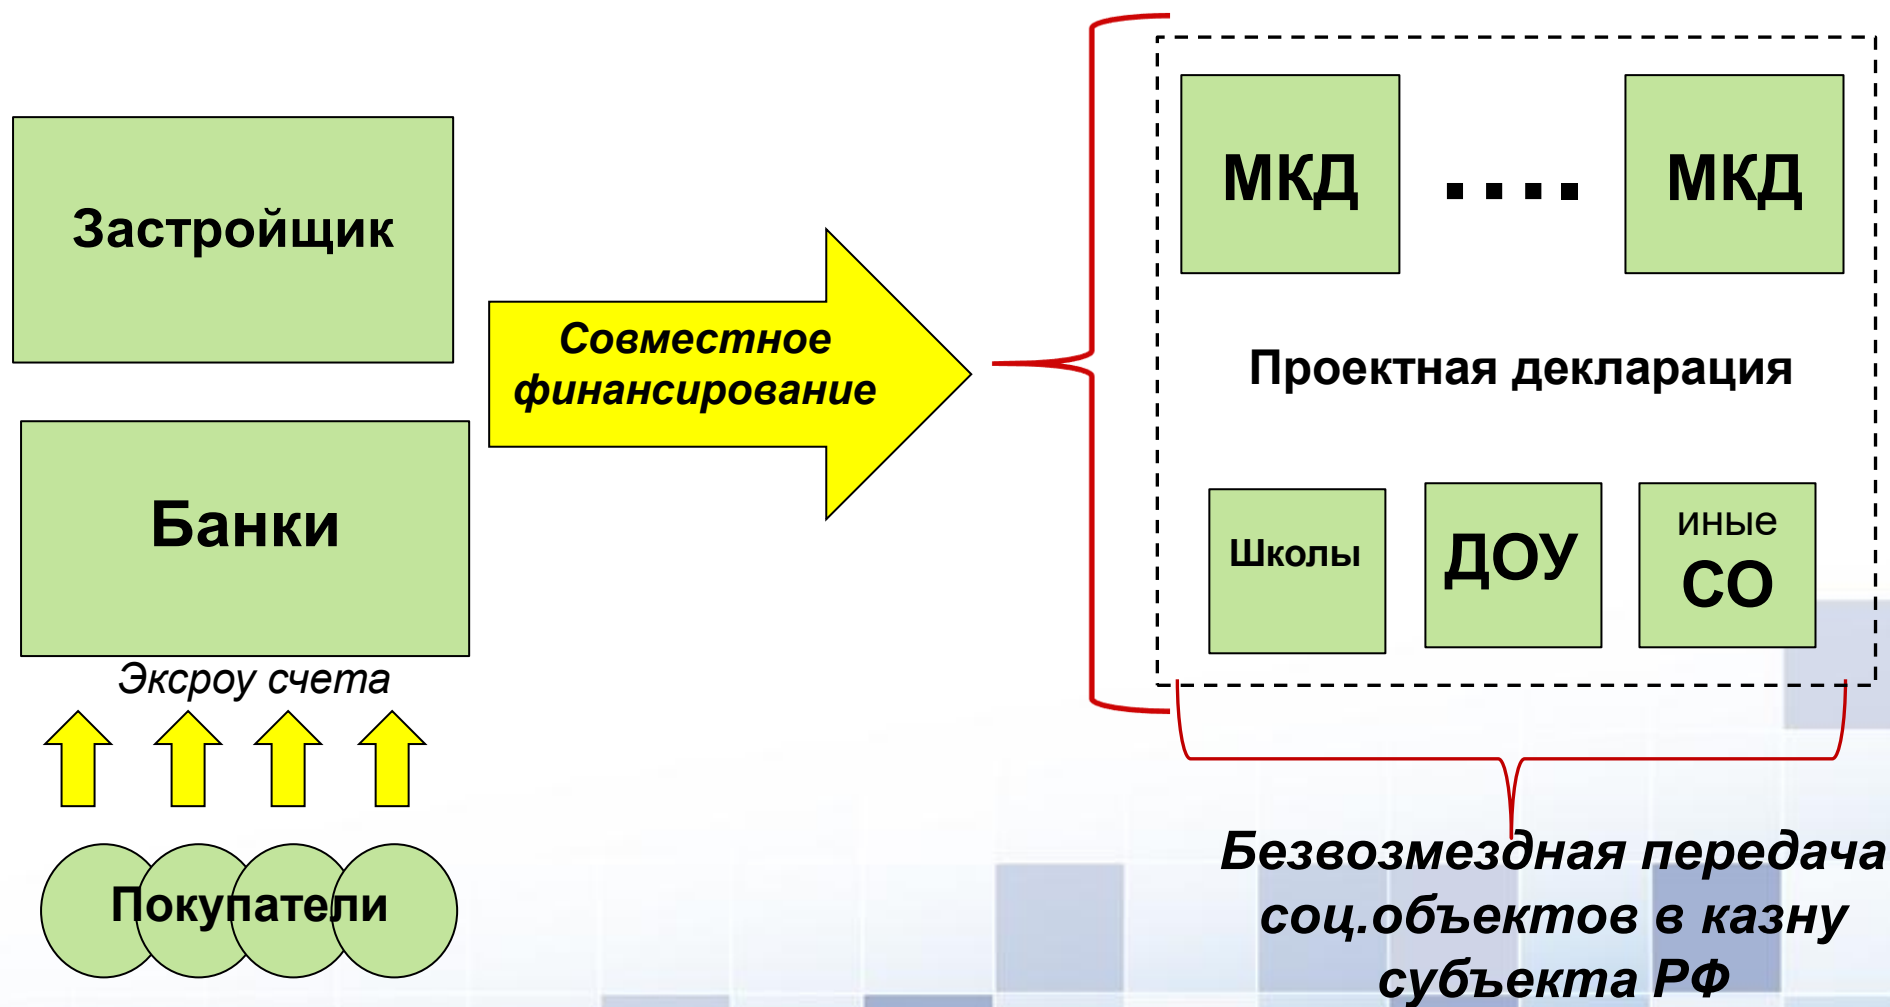 Застройщик
Банки
Эксроу счета
Покупатели
Совместное
финансирование
МКД .... МКД
Проектная декларация
Школы
ДОУ
иные
СО
Безвозмездная передача
соц.объектов в казну
субъекта РФ